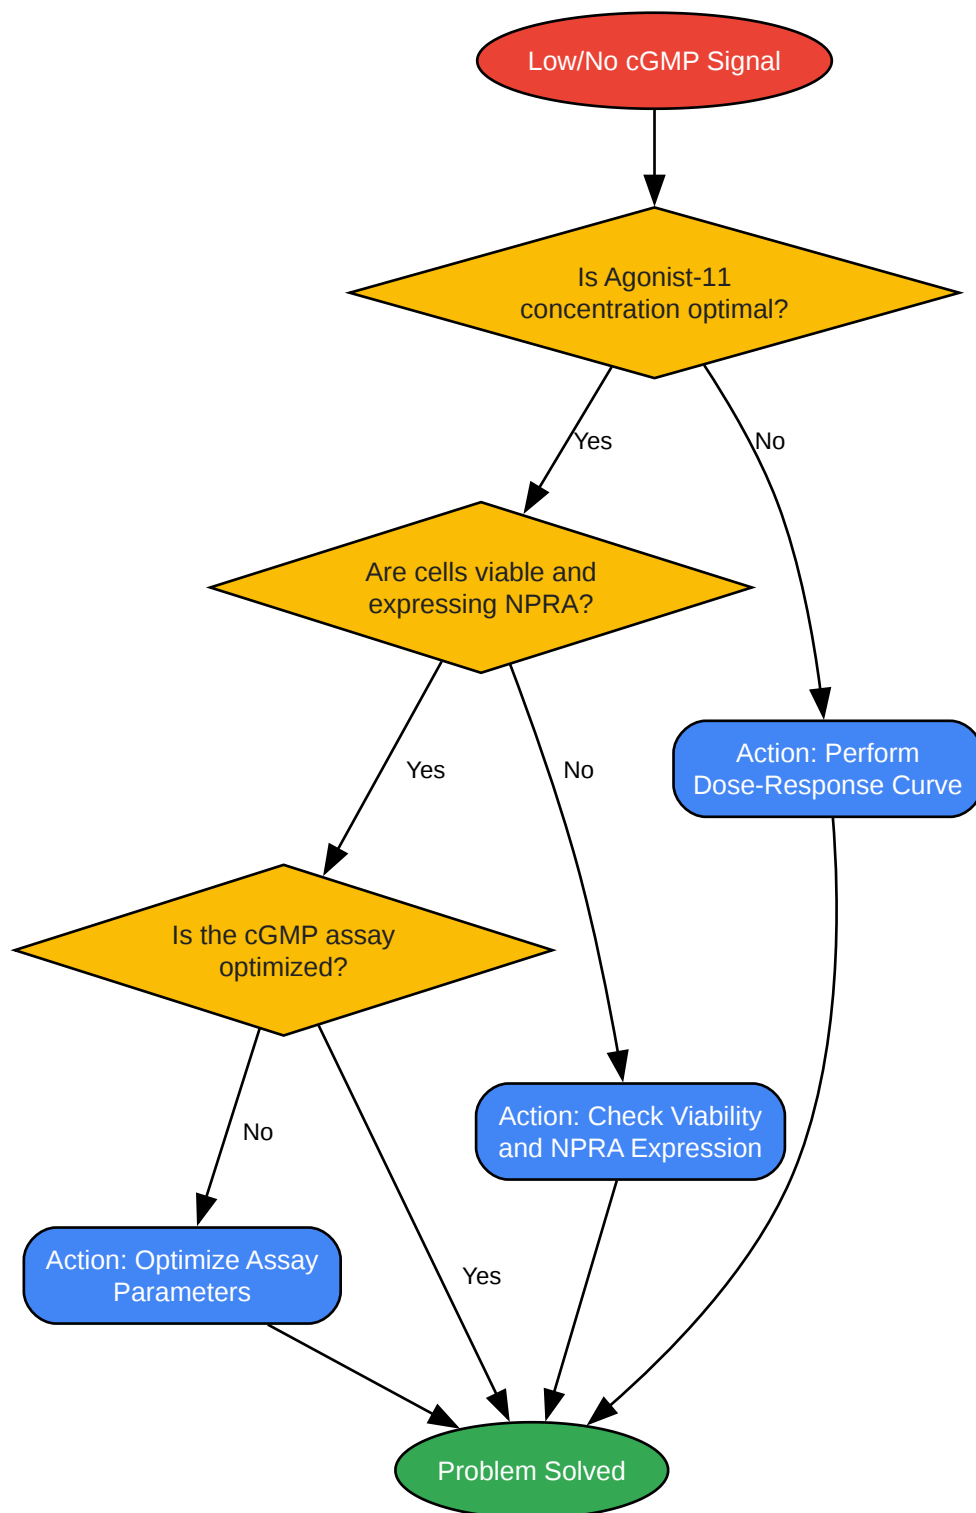 Low/No cGMP Signal
Is Agonist-11
concentration optimal?
Yes
No
Are cells viable and
expressing NPRA?
Action: Perform
Dose-Response Curve
Yes
No
Is the cGMP assay
optimized?
Action: Check Viability
and NPRA Expression
No
Action: Optimize Assay
Parameters
Yes
Problem Solved